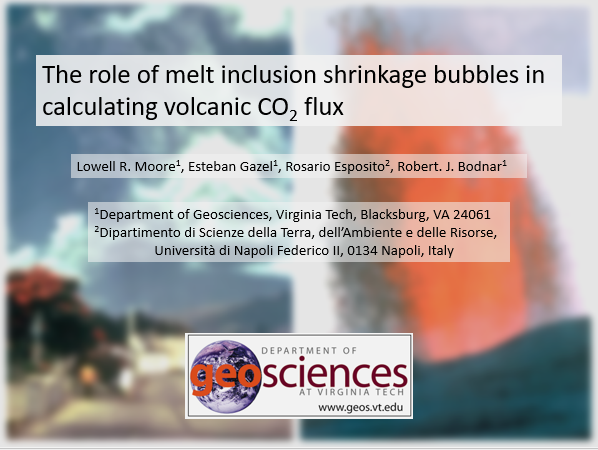 The role of melt inclusion shrinkage bubbles in
calculating volcanic CO₂ flux
Lowell R. Moore¹, Esteban Gazel¹, Rosario Esposito², Robert. J. Bodnar¹
¹Department of Geosciences, Virginia Tech, Blacksburg, VA 24061
²Dipartimento di Scienze della Terra, dell’Ambiente e delle Risorse,
Università di Napoli Federico II, 0134 Napoli, Italy
DEPARTMENT OF
geosciences
AT VIRGINIA TECH
www.geos.vt.edu